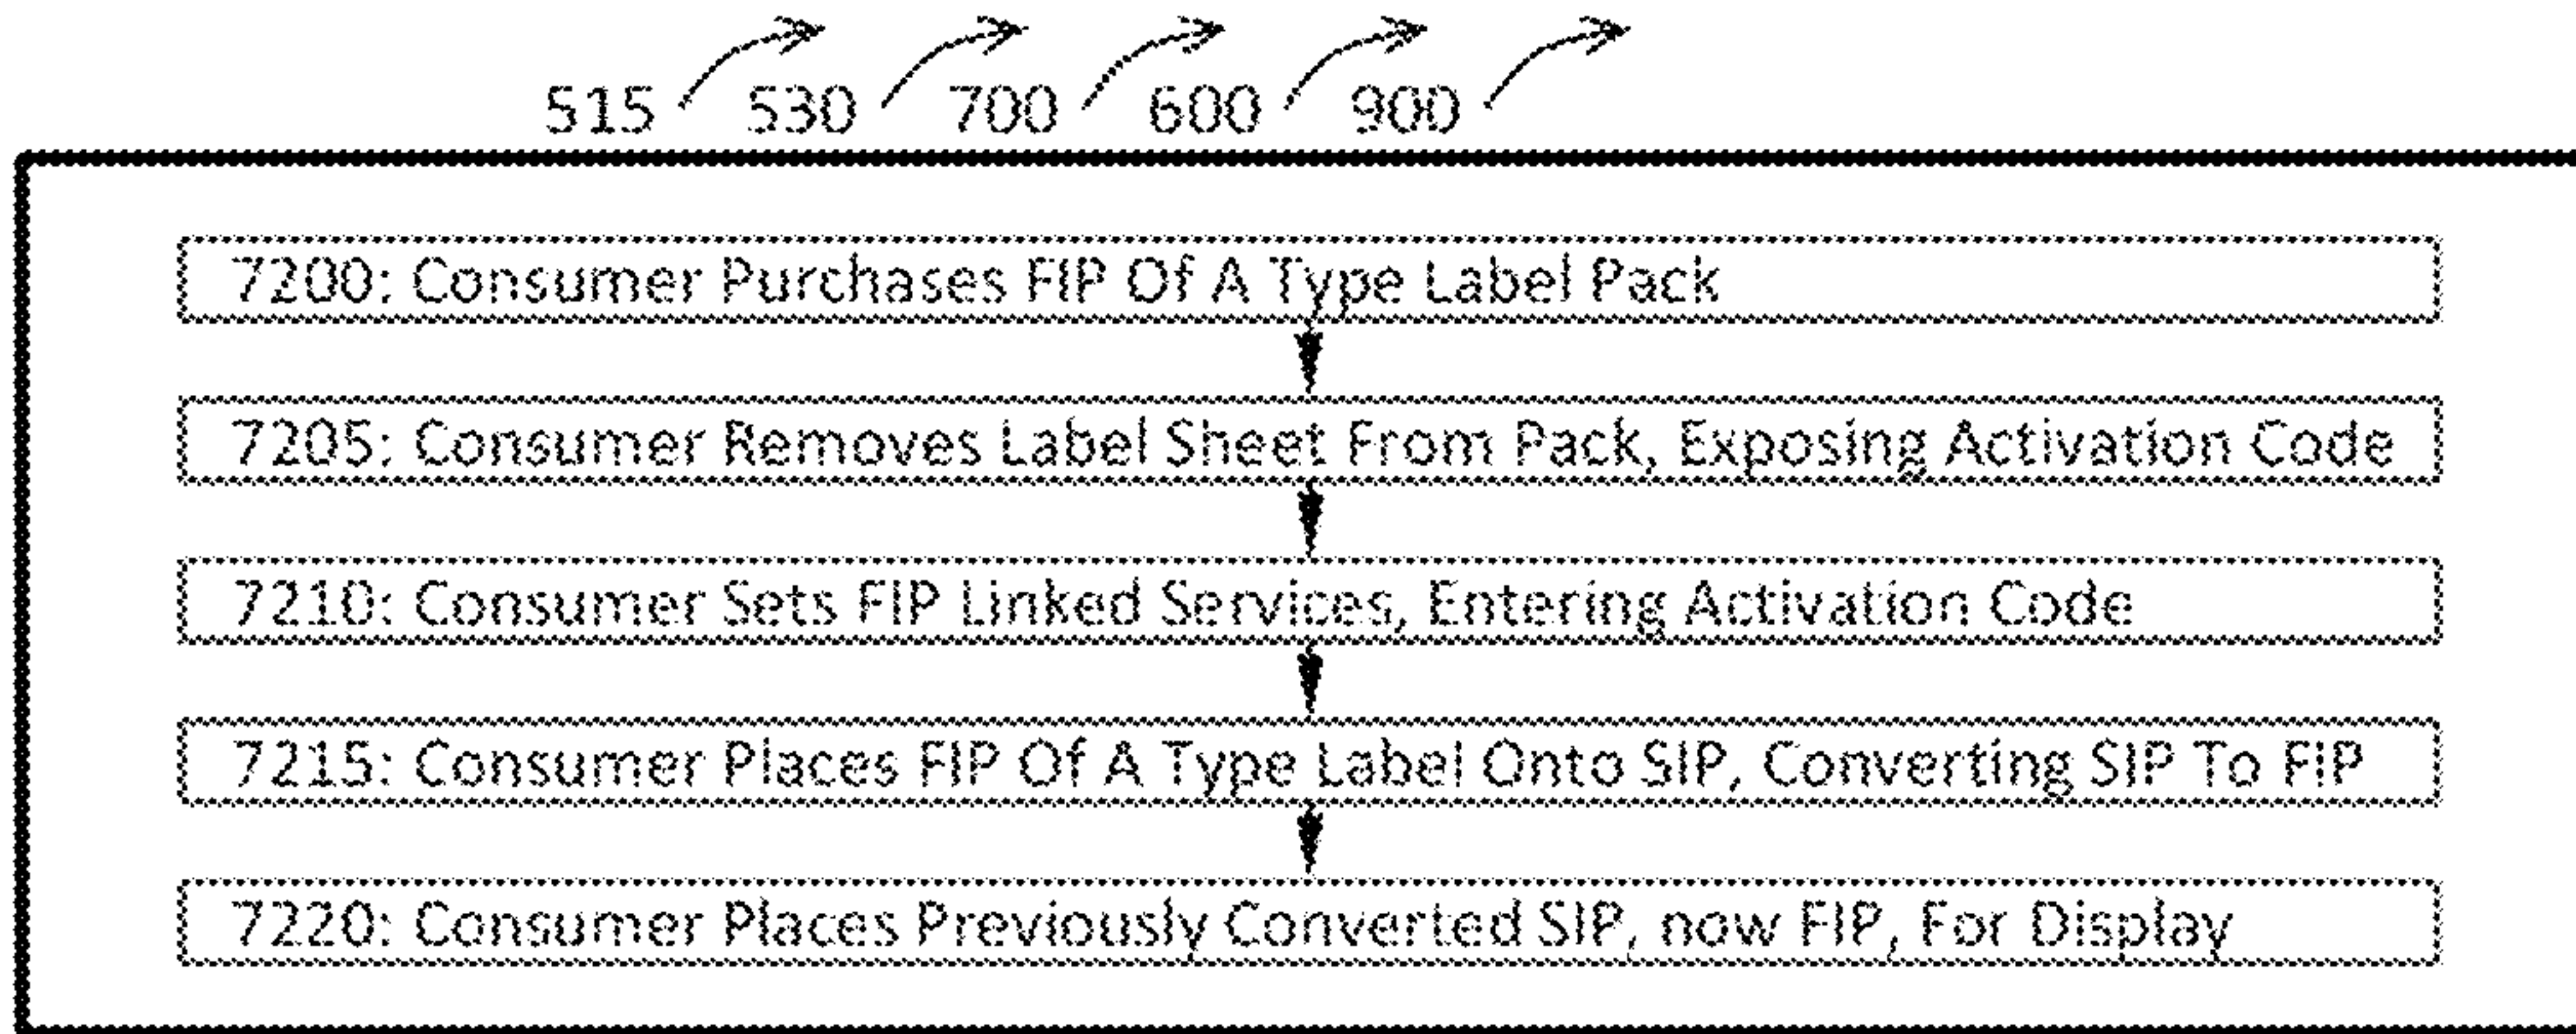 515 530 700 600 900
7200: Consumer Purchases FIP Of A Type Label Pack
7205: Consumer Removes Label Sheet From Pack, Exposing Activation Code
7210: Consumer Sets FIP Linked Services, Entering Activation Code
7215: Consumer Places FIP Of A Type Label Onto SIP, Converting SIP To FIP
7220: Consumer Places Previously Converted SIP, now FIP, For Display